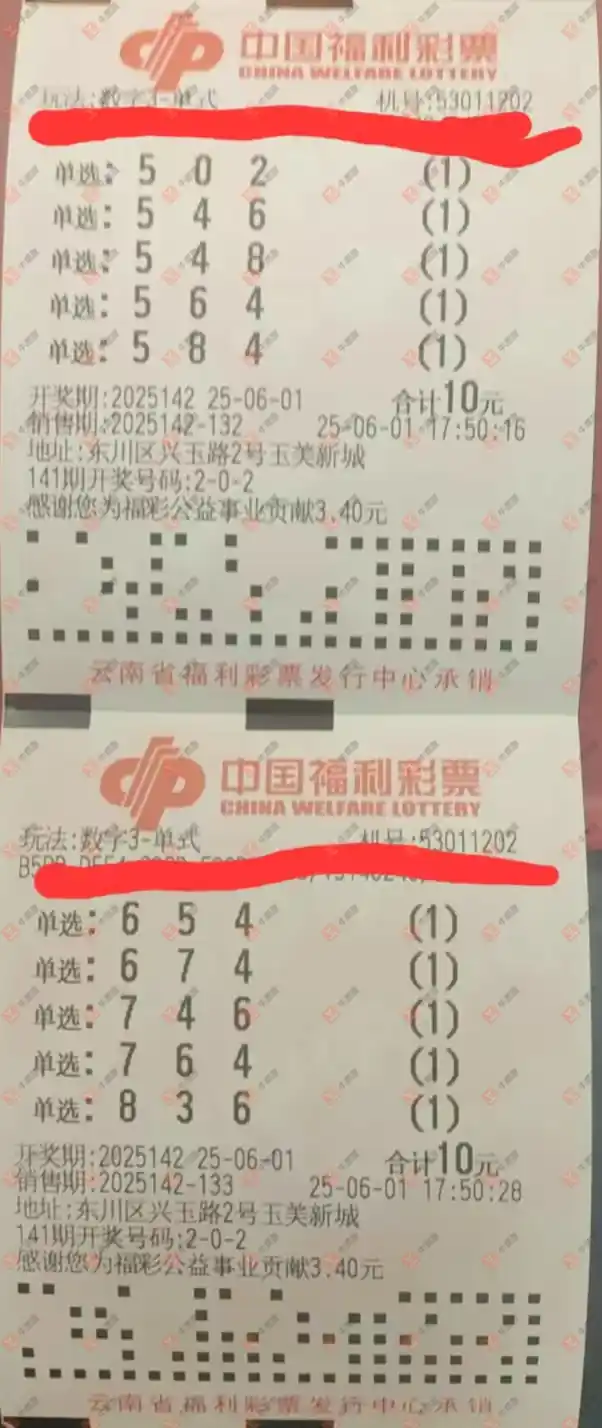 中国福利彩票
CHINA WELFARE LOTTERY
玩法:数字3-单式 机号:53011202
单选: 5 0 2 (1)
单选: 5 4 6 (1)
单选: 5 4 8 (1)
单选: 5 6 4 (1)
单选: 5 8 4 (1)
开奖期:2025142 25-06-01 合计10元
销售期:2025142-132 25-06-01 17:50:16
地址:东川区兴玉路2号玉美新城
141期开奖号码:2-0-2
感谢您为福彩公益事业贡献3.40元
云南省福利彩票发行中心承销
中国福利彩票
CHINA WELFARE LOTTERY
玩法:数字3-单式 机号:53011202
单选: 6 5 4 (1)
单选: 6 7 4 (1)
单选: 7 4 6 (1)
单选: 7 6 4 (1)
单选: 8 3 6 (1)
开奖期:2025142 25-06-01 合计10元
销售期:2025142-133 25-06-01 17:50:28
地址:东川区兴玉路2号玉美新城
141期开奖号码:2-0-2
感谢您为福彩公益事业贡献3.40元
云南省福利彩票发行中心承销